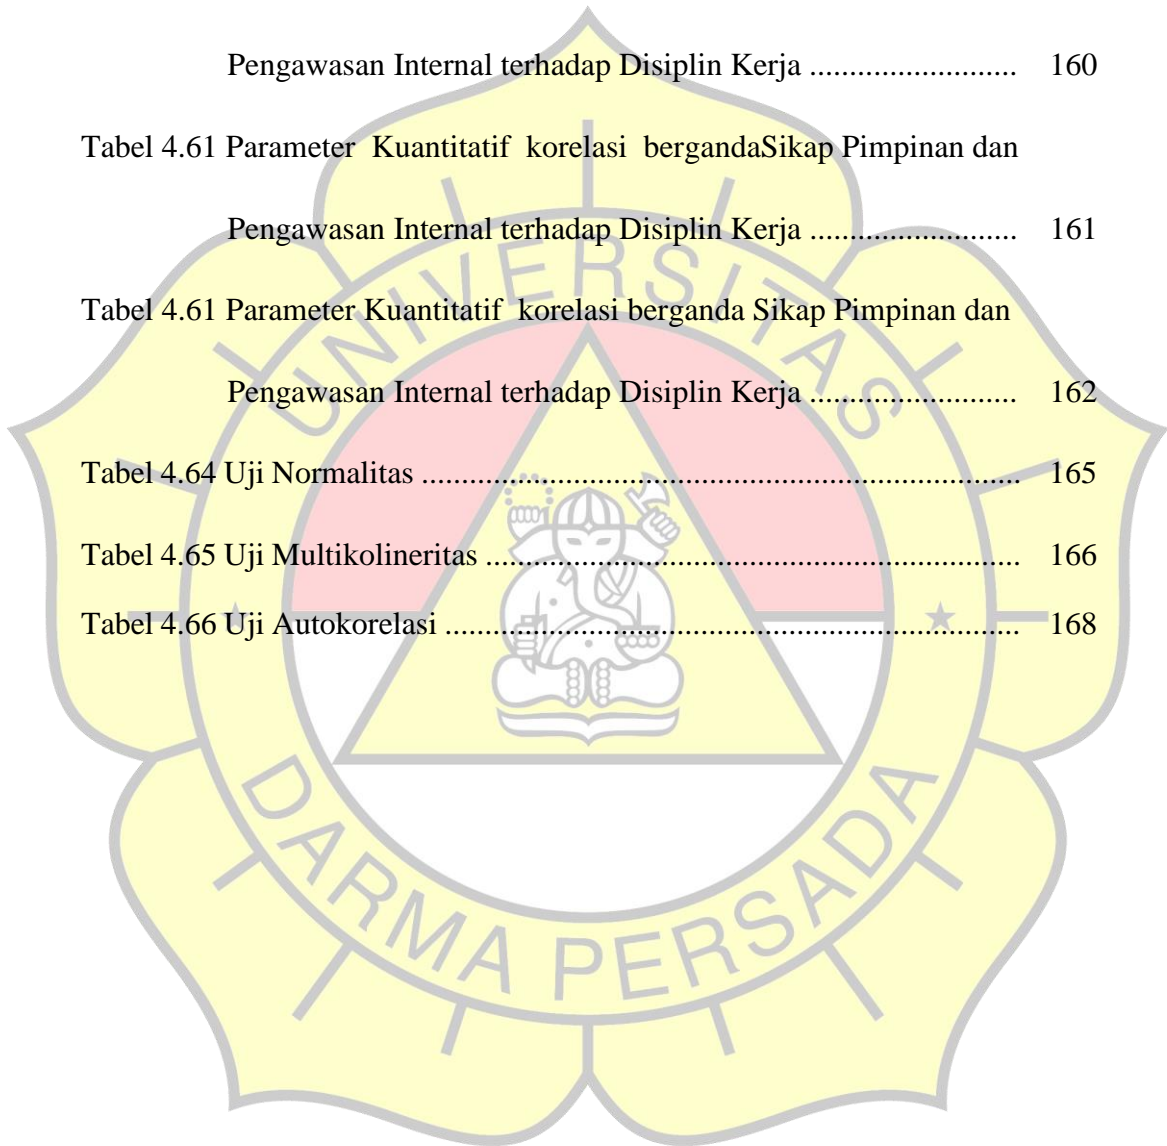 Pengawasan Internal terhadap Disiplin Kerja ........................... 160
Tabel 4.61 Parameter Kuantitatif korelasi bergandaSikap Pimpinan dan
Pengawasan Internal terhadap Disiplin Kerja ........................... 161
Tabel 4.61 Parameter Kuantitatif korelasi berganda Sikap Pimpinan dan
Pengawasan Internal terhadap Disiplin Kerja ........................... 162
Tabel 4.64 Uji Normalitas .............................................................................. 165
Tabel 4.65 Uji Multikolineritas ...................................................................... 166
Tabel 4.66 Uji Autokorelasi ........................................................................... 168
UNIVERSITAS
DARMA PERSADA